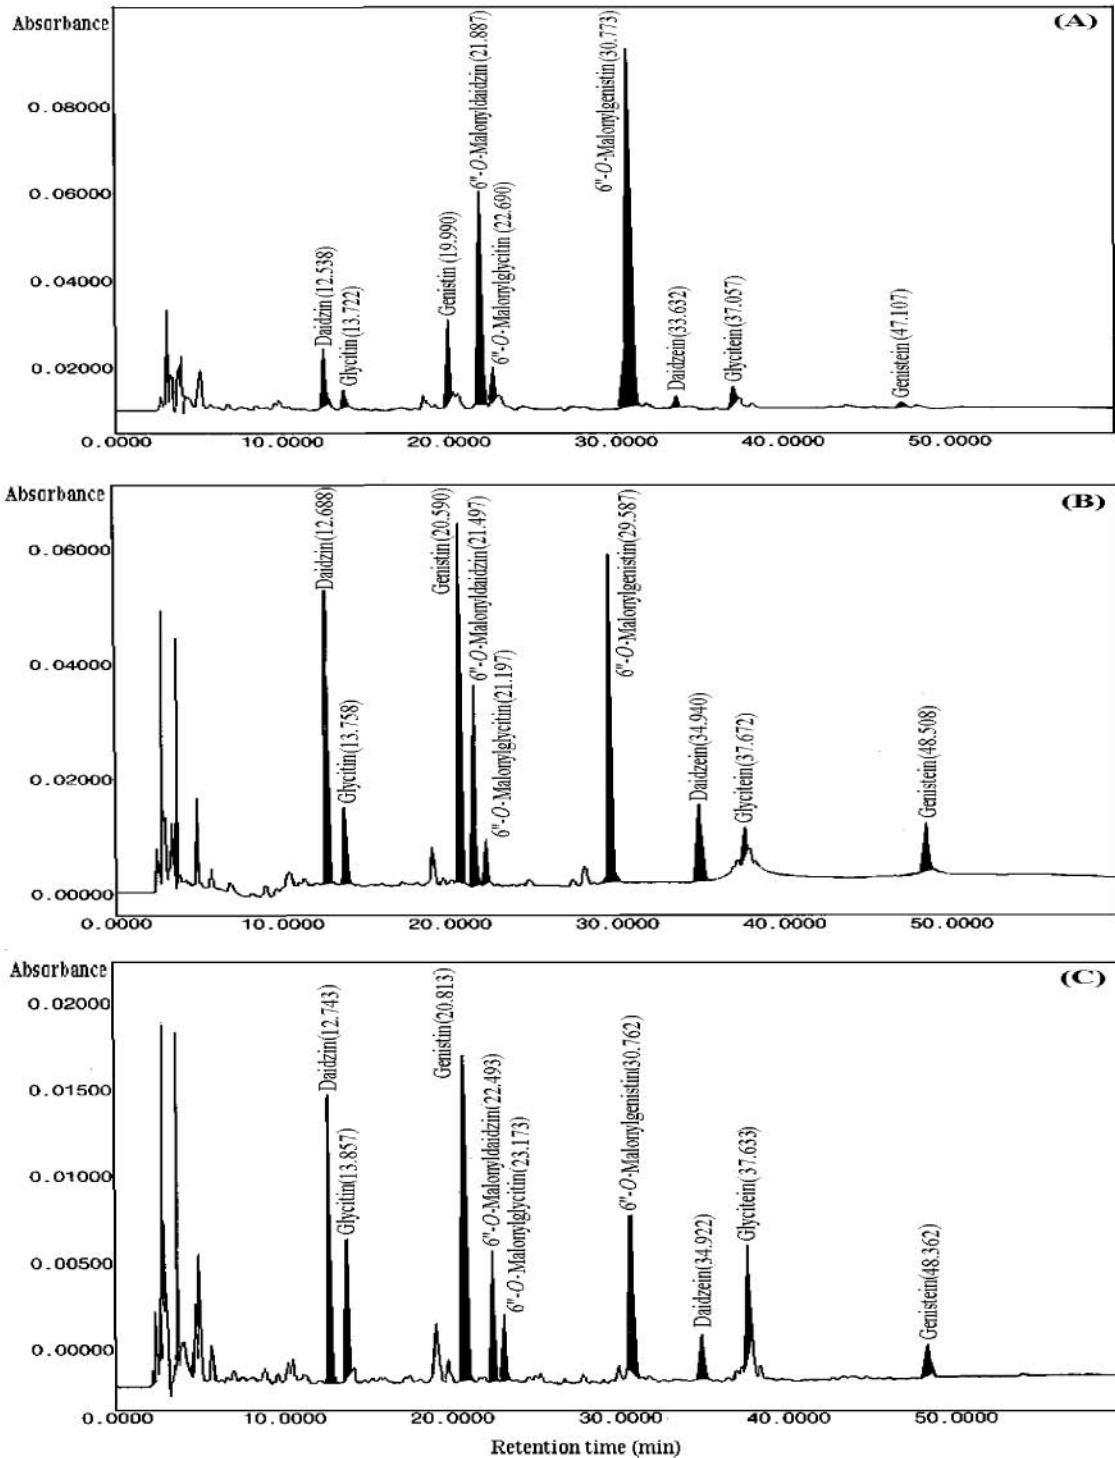 Absorbance
(A)
0.08000
0.06000
0.04000
0.02000
Daidzin(12.538)
Glycitin(13.722)
Genistin (19.990)
6"-O-Malonyldaidzin(21.887)
6"-O-Malonylglycitin (22.690)
6"-O-Malonylgenistin(30.773)
Daidzein(33.632)
Glycitein(37.057)
Genistein(47.107)
0.0000 10.0000 20.0000 30.0000 40.0000 50.0000
Absorbance
(B)
0.06000
0.04000
0.02000
0.00000
Daidzin(12.688)
Glycitin(13.758)
Genistin(20.590)
6"-O-Malonyldaidzin(21.497)
6"-O-Malonylglycitin(21.197)
6"-O-Malonylgenistin(29.587)
Daidzein(34.940)
Glycitein(37.672)
Genistein(48.508)
0.0000 10.0000 20.0000 30.0000 40.0000 50.0000
Absorbance
(C)
0.02000
0.01500
0.01000
0.00500
0.00000
Daidzin(12.743)
Glycitin(13.857)
Genistin(20.813)
6"-O-Malonyldaidzin(22.493)
6"-O-Malonylglycitin(23.173)
6"-O-Malonylgenistin(30.762)
Daidzein(34.922)
Glycitein(37.633)
Genistein(48.362)
0.0000 10.0000 20.0000 30.0000 40.0000 50.0000
Retention time (min)